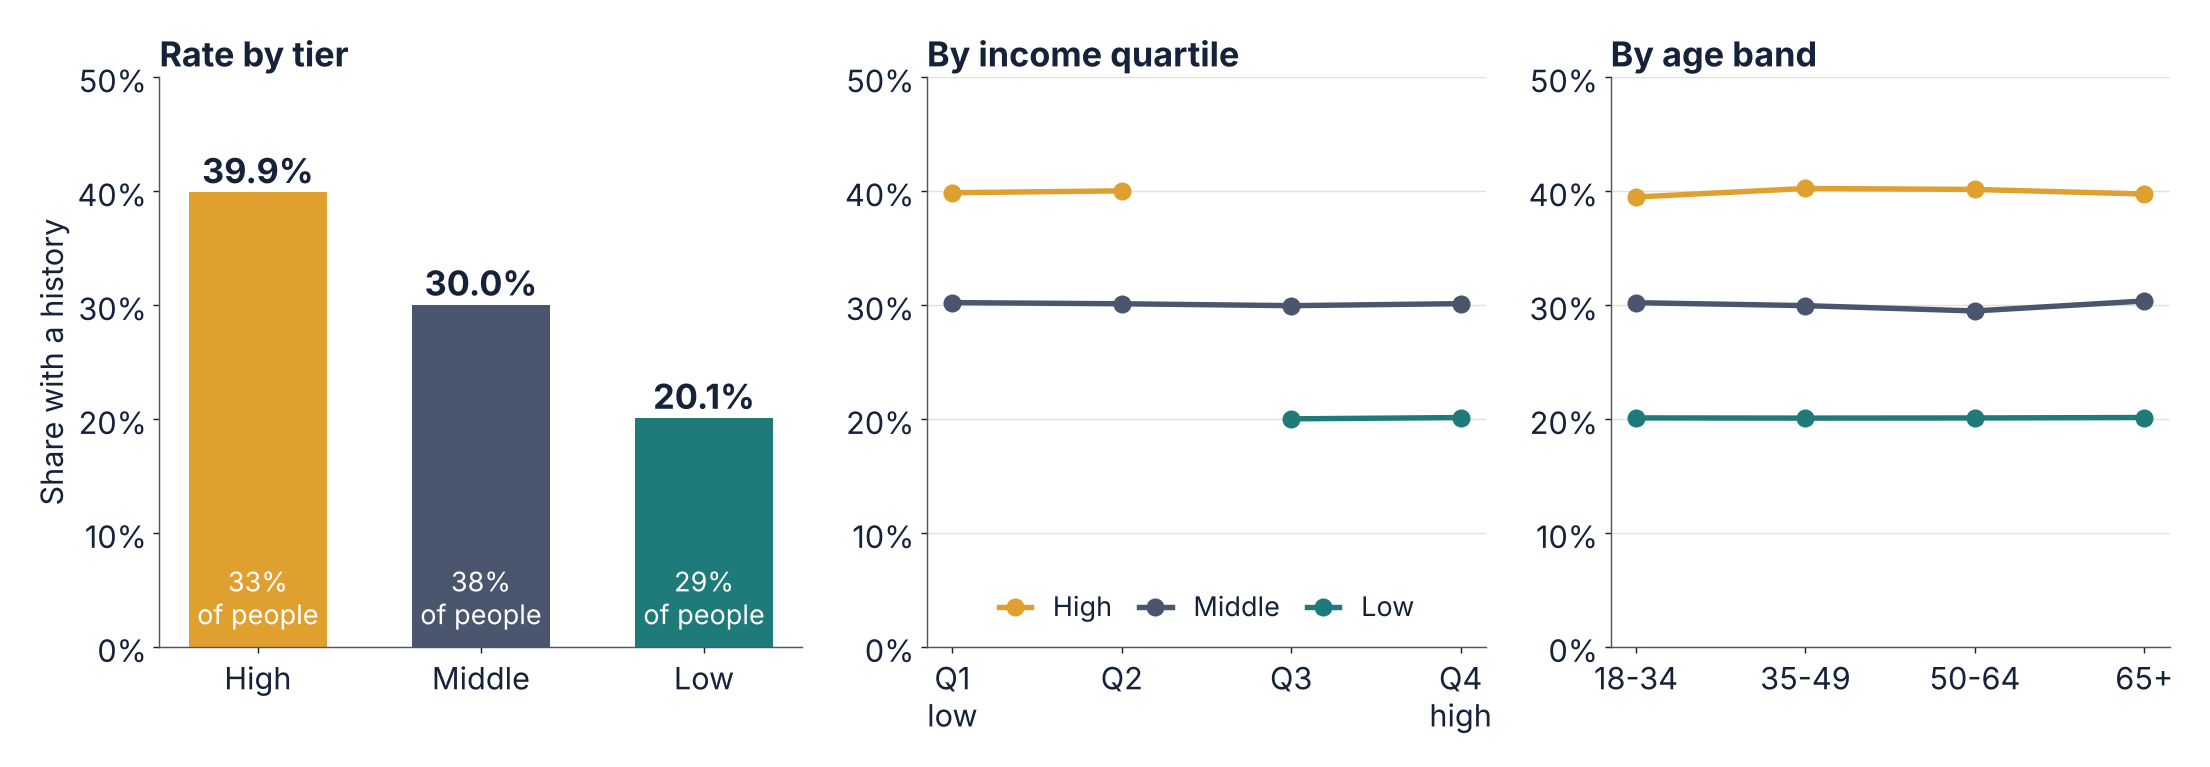 Rate by tier
Share with a history
50%
40%
30%
20%
10%
0%
39.9%
30.0%
20.1%
33%
of people
38%
of people
29%
of people
High
Middle
Low
By income quartile
50%
40%
30%
20%
10%
0%
High
Middle
Low
Q1
low
Q2
Q3
Q4
high
By age band
50%
40%
30%
20%
10%
0%
18-34
35-49
50-64
65+